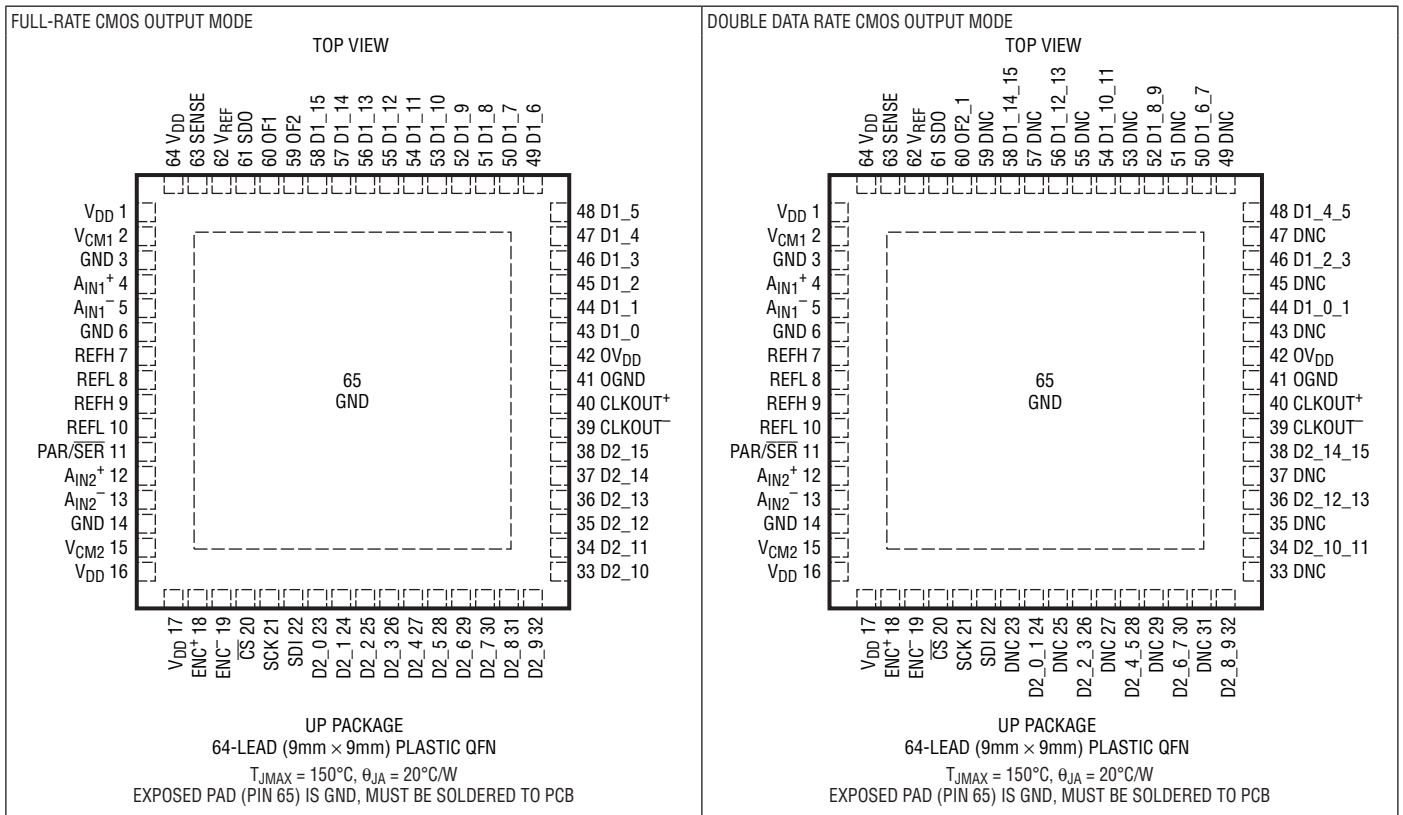 FULL-RATE CMOS OUTPUT MODE
TOP VIEW
64 VDD
63 SENSE
62 VREF
61 SDO
60 OF1
59 OF2
58 D1_15
57 D1_14
56 D1_13
55 D1_12
54 D1_11
53 D1_10
52 D1_9
51 D1_8
50 D1_7
49 D1_6
VDD 1
VCM1 2
GND 3
AIN1+ 4
AIN1– 5
GND 6
REFH 7
REFL 8
REFH 9
REFL 10
PAR/SER 11
AIN2+ 12
AIN2– 13
GND 14
VCM2 15
VDD 16
65
GND
48 D1_5
47 D1_4
46 D1_3
45 D1_2
44 D1_1
43 D1_0
42 OVDD
41 OGND
40 CLKOUT+
39 CLKOUT–
38 D2_15
37 D2_14
36 D2_13
35 D2_12
34 D2_11
33 D2_10
VDD 17
ENC+ 18
ENC– 19
CS 20
SCK 21
SDI 22
D2_0 23
D2_1 24
D2_2 25
D2_3 26
D2_4 27
D2_5 28
D2_6 29
D2_7 30
D2_8 31
D2_9 32
UP PACKAGE
64-LEAD (9mm × 9mm) PLASTIC QFN
TJMAX = 150°C, θJA = 20°C/W
EXPOSED PAD (PIN 65) IS GND, MUST BE SOLDERED TO PCB
DOUBLE DATA RATE CMOS OUTPUT MODE
TOP VIEW
64 VDD
63 SENSE
62 VREF
61 SDO
60 OF2_1
59 DNC
58 D1_14_15
57 DNC
56 D1_12_13
55 DNC
54 D1_10_11
53 DNC
52 D1_8_9
51 DNC
50 D1_6_7
49 DNC
VDD 1
VCM1 2
GND 3
AIN1+ 4
AIN1– 5
GND 6
REFH 7
REFL 8
REFH 9
REFL 10
PAR/SER 11
AIN2+ 12
AIN2– 13
GND 14
VCM2 15
VDD 16
65
GND
48 D1_4_5
47 DNC
46 D1_2_3
45 DNC
44 D1_0_1
43 DNC
42 OVDD
41 OGND
40 CLKOUT+
39 CLKOUT–
38 D2_14_15
37 DNC
36 D2_12_13
35 DNC
34 D2_10_11
33 DNC
VDD 17
ENC+ 18
ENC– 19
CS 20
SCK 21
SDI 22
DNC 23
D2_0_1 24
DNC 25
D2_2_3 26
DNC 27
D2_4_5 28
DNC 29
D2_6_7 30
DNC 31
D2_8_9 32
UP PACKAGE
64-LEAD (9mm × 9mm) PLASTIC QFN
TJMAX = 150°C, θJA = 20°C/W
EXPOSED PAD (PIN 65) IS GND, MUST BE SOLDERED TO PCB